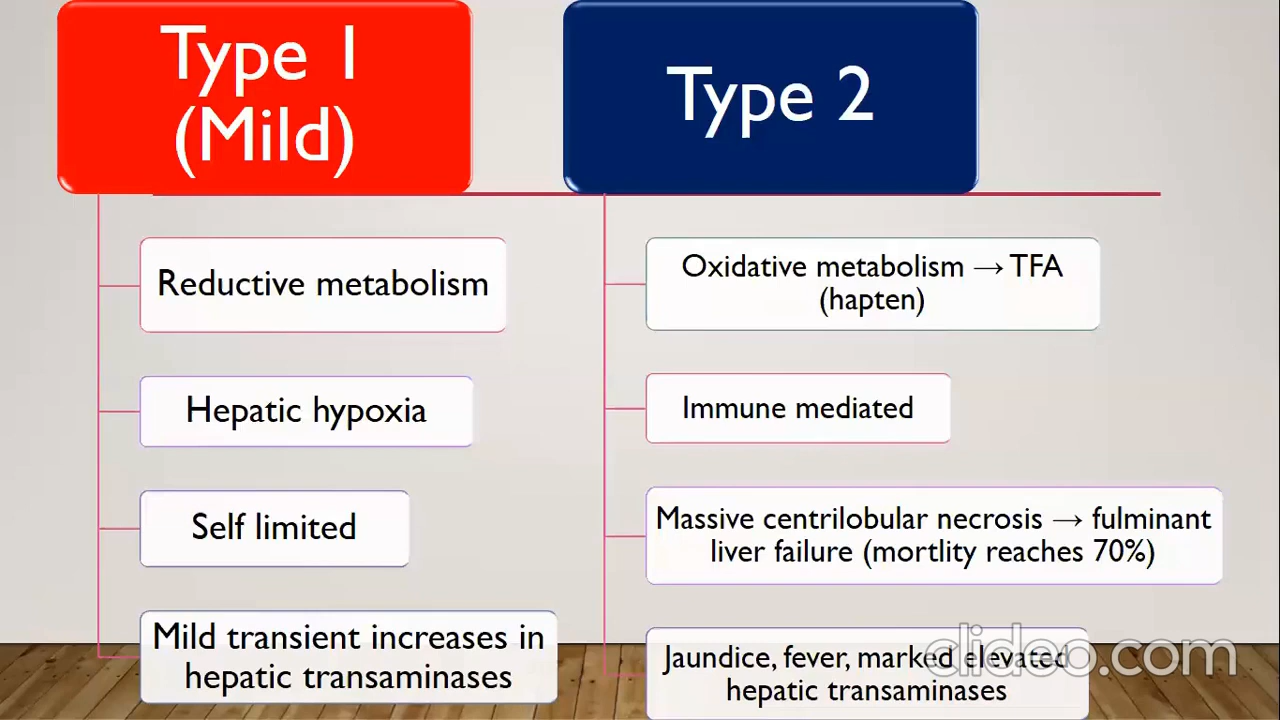 Type 1
(Mild)
Reductive metabolism
Hepatic hypoxia
Self limited
Mild transient increases in
hepatic transaminases
Type 2
Oxidative metabolism → TFA
(hapten)
Immune mediated
Massive centrilobular necrosis → fulminant
liver failure (mortlity reaches 70%)
Jaundice, fever, marked elevated
hepatic transaminases
clideo.com